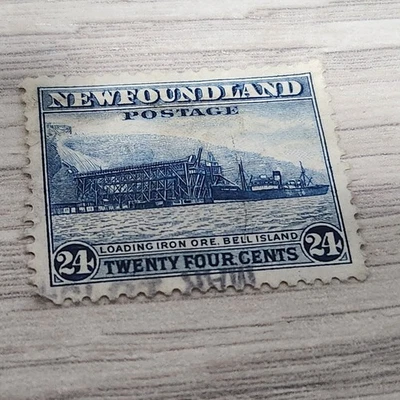 NEWFOUNDLAND
POSTAGE
LOADING IRON ORE, BELL ISLAND
24 TWENTY FOUR CENTS 24